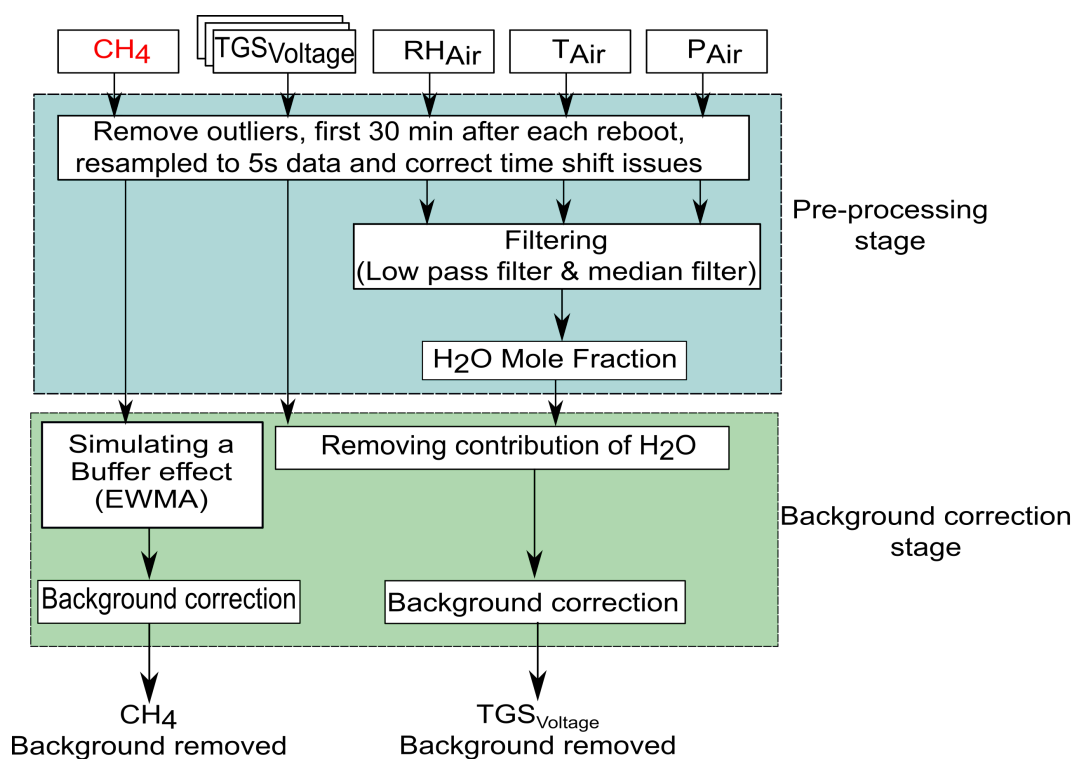 CH4
TGSVoltage
RHAir
TAir
PAir
Remove outliers, first 30 min after each reboot,
resampled to 5s data and correct time shift issues
Pre-processing
stage
Filtering
(Low pass filter & median filter)
H2O Mole Fraction
Simulating a
Buffer effect
(EWMA)
Removing contribution of H2O
Background correction
stage
Background correction
Background correction
CH4
Background removed
TGSVoltage
Background removed